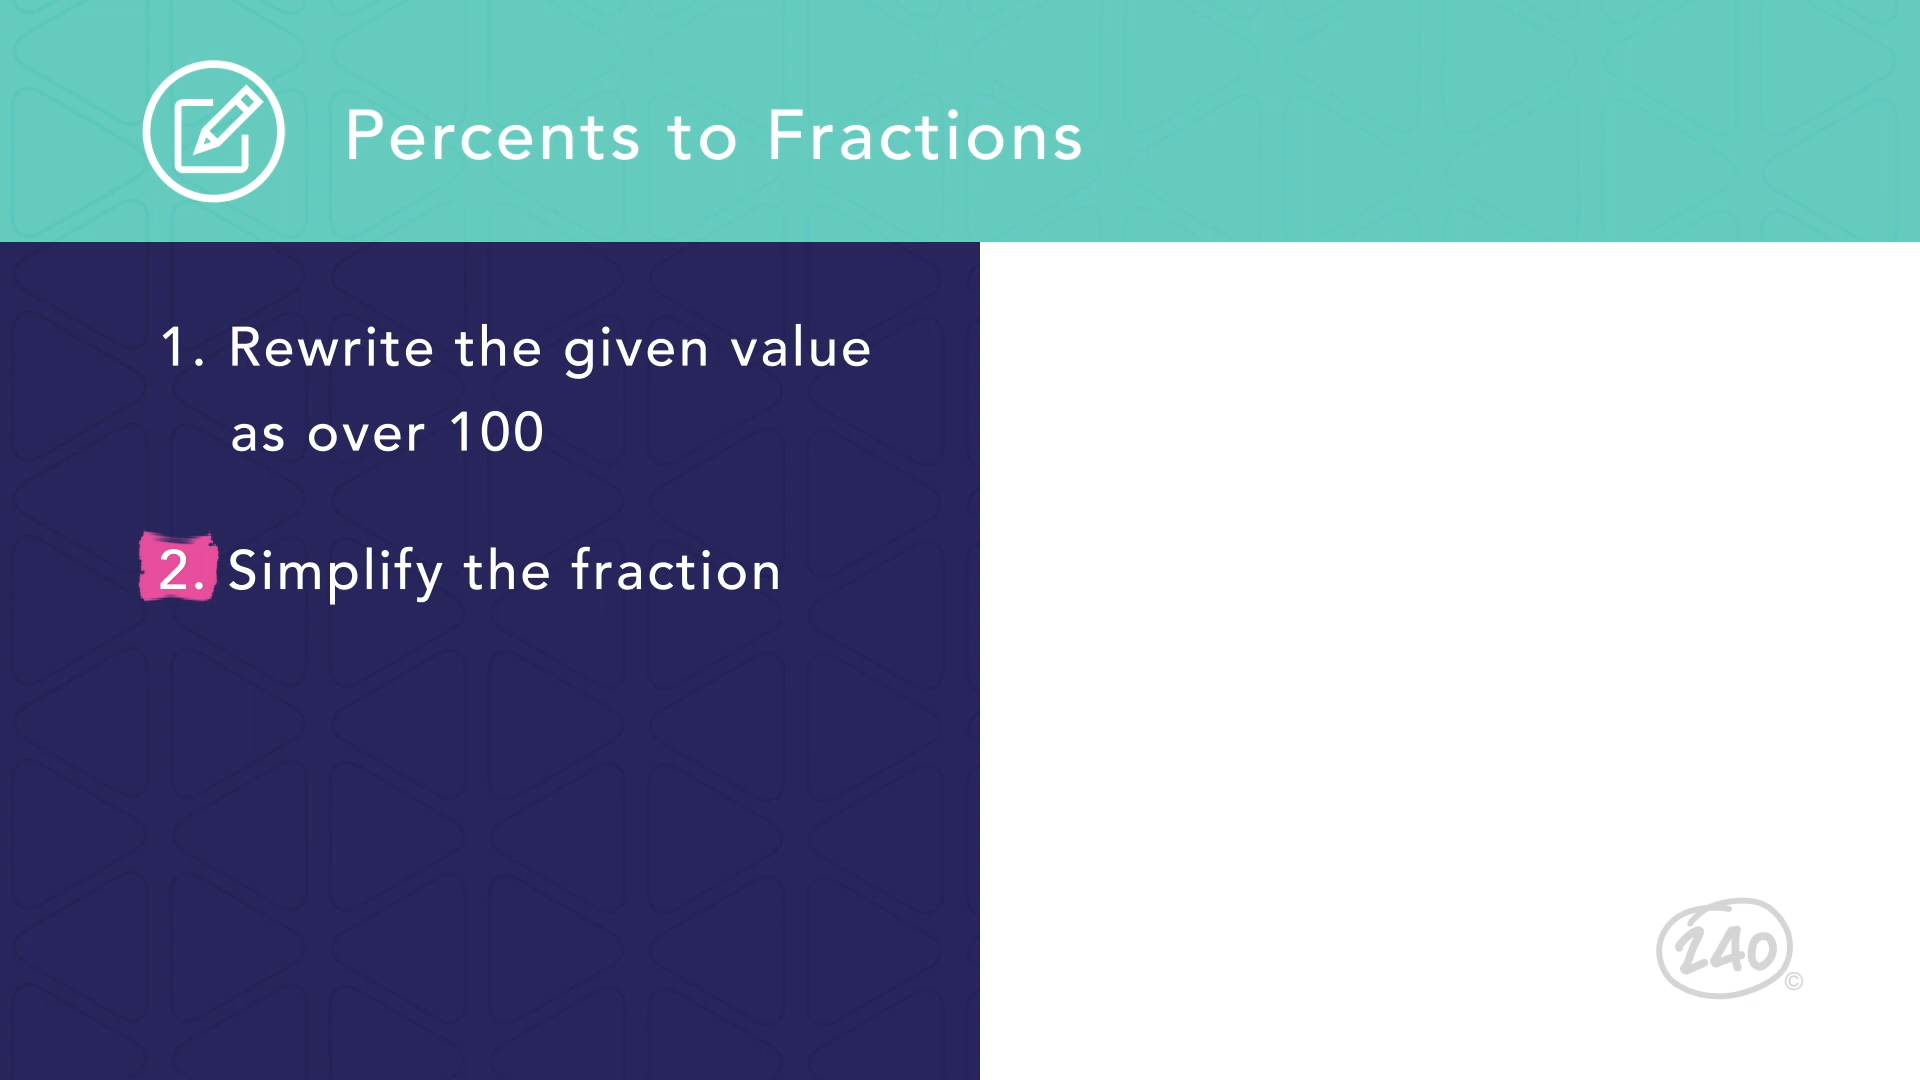 Percents to Fractions
1. Rewrite the given value
as over 100
2. Simplify the fraction
240
©